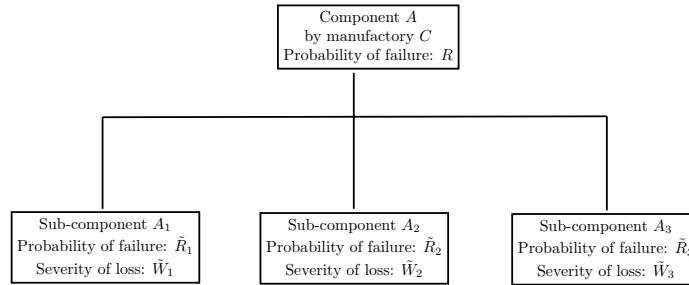 Component A
by manufactory C
Probability of failure: R
Sub-component A₁
Probability of failure: R̃₁
Severity of loss: W̃₁
Sub-component A₂
Probability of failure: R̃₂
Severity of loss: W̃₂
Sub-component A₃
Probability of failure: R̃₃
Severity of loss: W̃₃